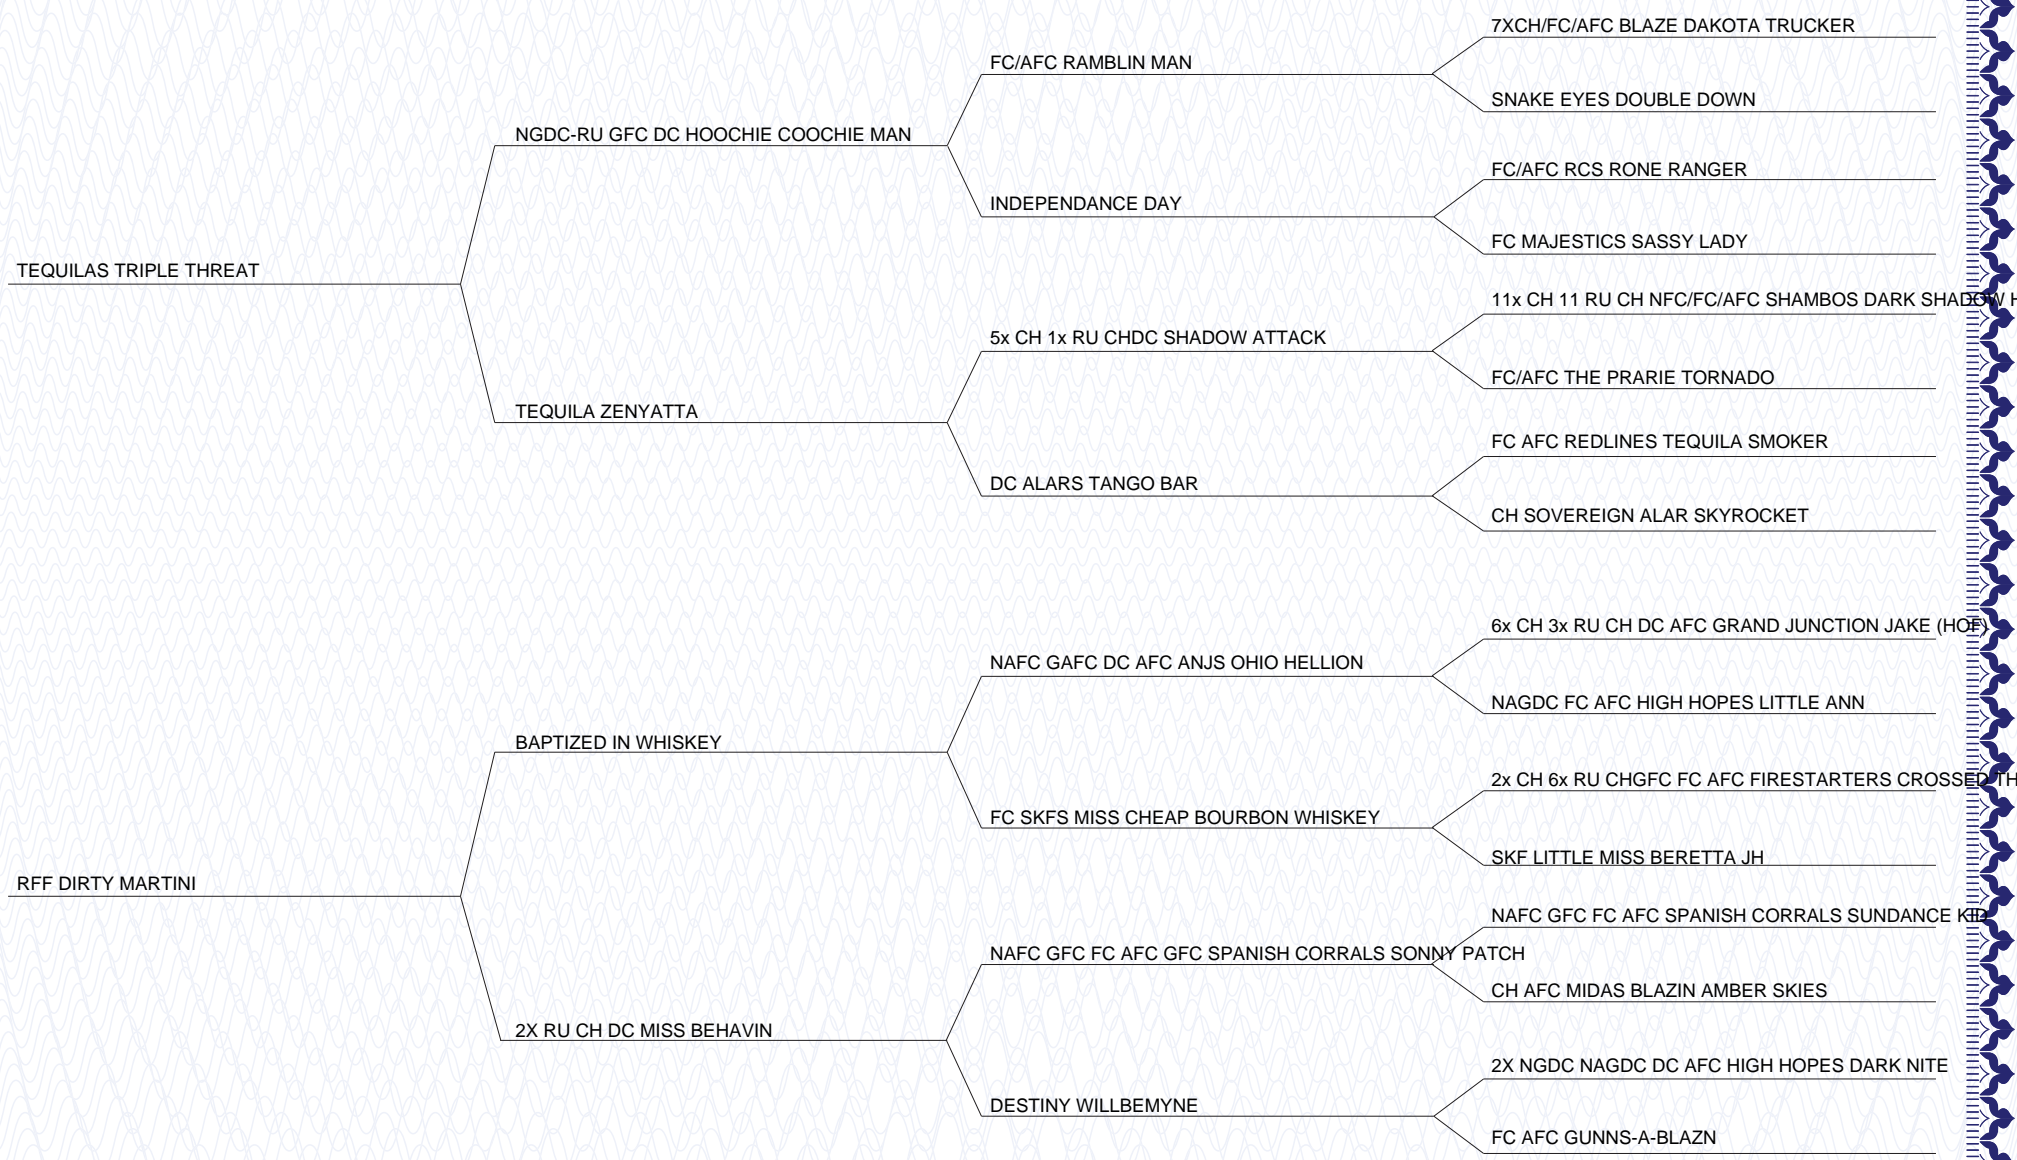 7XCH/FC/AFC BLAZE DAKOTA TRUCKER
FC/AFC RAMBLIN MAN
SNAKE EYES DOUBLE DOWN
NGDC-RU GFC DC HOOCHIE COOCHIE MAN
FC/AFC RCS RONE RANGER
INDEPENDANCE DAY
FC MAJESTICS SASSY LADY
TEQUILAS TRIPLE THREAT
11x CH 11 RU CH NFC/FC/AFC SHAMBOS DARK SHADOW
5x CH 1x RU CHDC SHADOW ATTACK
FC/AFC THE PRARIE TORNADO
TEQUILA ZENYATTA
FC AFC REDLINES TEQUILA SMOKER
DC ALARS TANGO BAR
CH SOVEREIGN ALAR SKYROCKET
6x CH 3x RU CH DC AFC GRAND JUNCTION JAKE (HOF)
NAFC GAFC DC AFC ANJS OHIO HELLION
NAGDC FC AFC HIGH HOPES LITTLE ANN
BAPTIZED IN WHISKEY
2x CH 6x RU CHGFC FC AFC FIRESTARTERS CROSSED
FC SKFS MISS CHEAP BOURBON WHISKEY
SKF LITTLE MISS BERETTA JH
RFF DIRTY MARTINI
NAFC GFC FC AFC SPANISH CORRALS SUNDANCE KID
NAFC GFC FC AFC GFC SPANISH CORRALS SONNY PATCH
CH AFC MIDAS BLAZIN AMBER SKIES
2X RU CH DC MISS BEHAVIN
2X NGDC NAGDC DC AFC HIGH HOPES DARK NITE
DESTINY WILLBEMYNE
FC AFC GUNNS-A-BLAZN